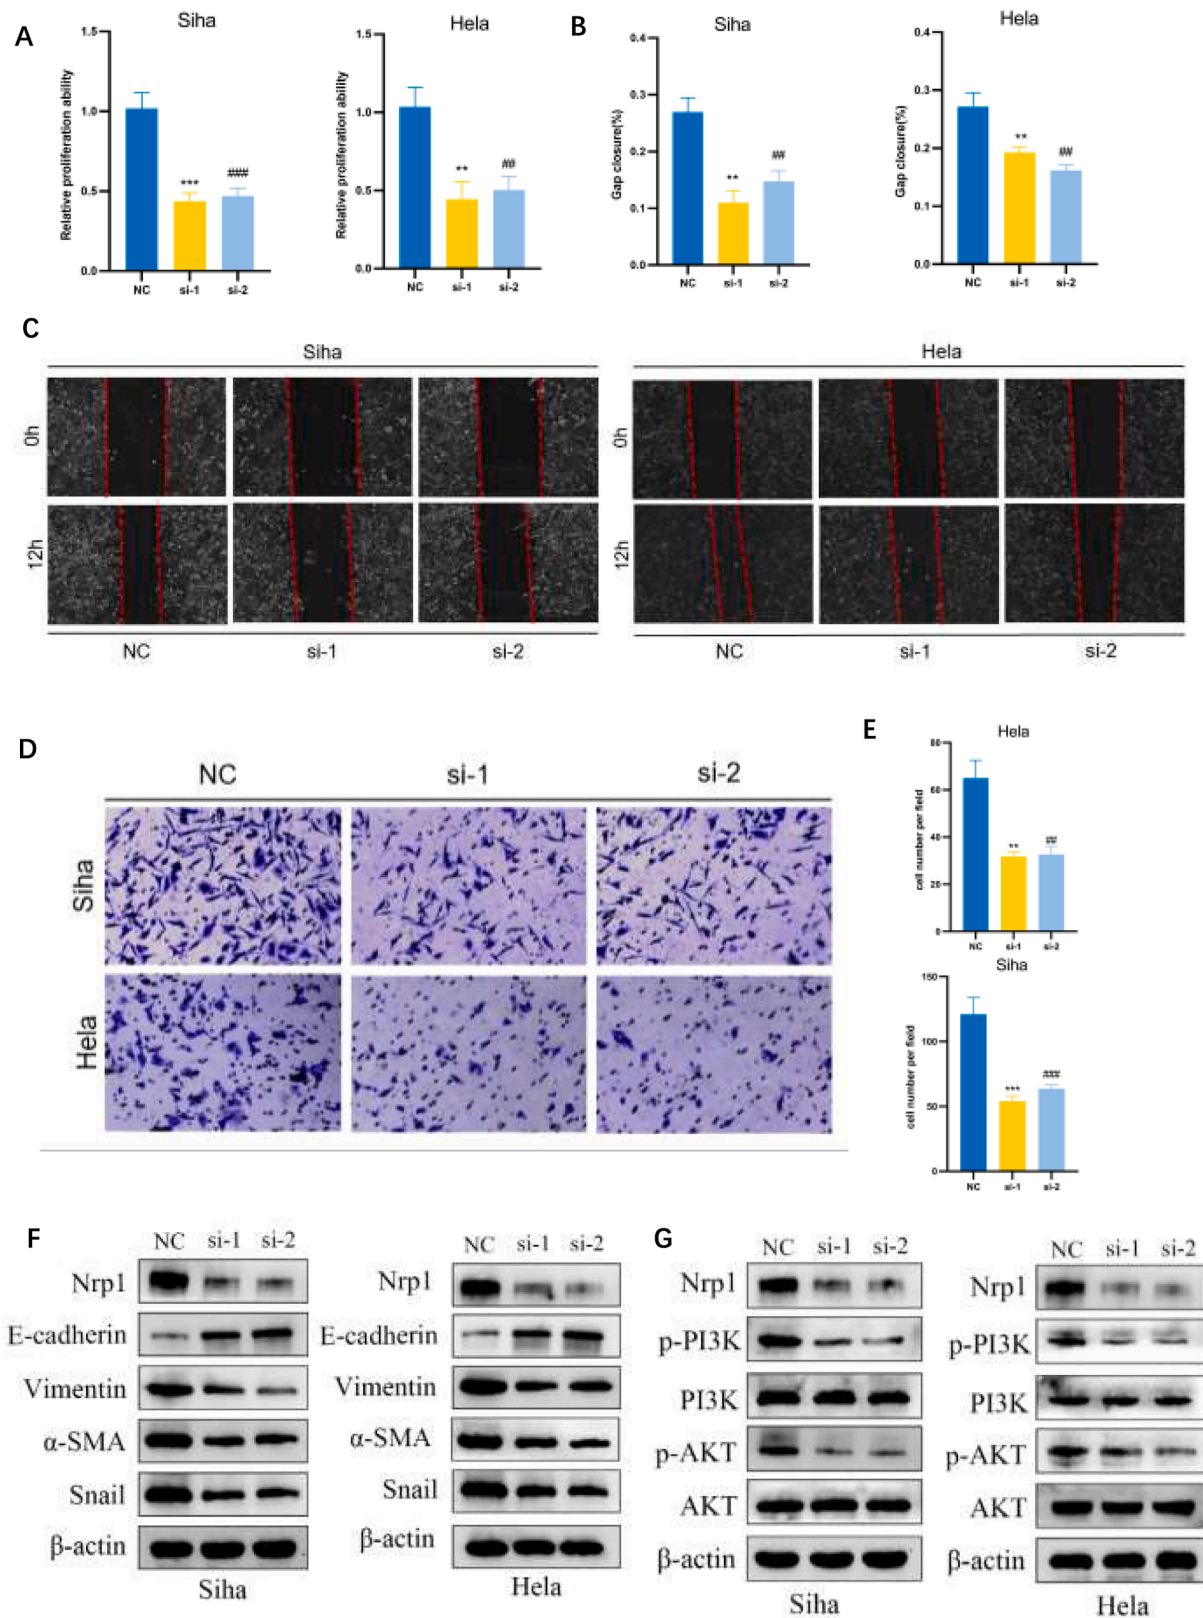 A
Siha
Relative proliferation ability
1.5
1.0
0.5
0.0
***
###
NC si-1 si-2
Hela
Relative proliferation ability
1.5
1.0
0.5
0.0
**
##
NC si-1 si-2
B
Siha
Gap closure(%)
0.4
0.3
0.2
0.1
0.0
**
##
NC si-1 si-2
Hela
Gap closure(%)
0.4
0.3
0.2
0.1
0.0
**
##
NC si-1 si-2
C
Siha
0h
12h
NC si-1 si-2
Hela
0h
12h
NC si-1 si-2
D
NC si-1 si-2
Siha
Hela
E
Hela
cell number per field
80
60
40
20
0
**
##
NC si-1 si-2
Siha
cell number per field
150
100
50
0
***
###
NC si-1 si-2
F
NC si-1 si-2
Nrp1
E-cadherin
Vimentin
α-SMA
Snail
β-actin
Siha
NC si-1 si-2
Nrp1
E-cadherin
Vimentin
α-SMA
Snail
β-actin
Hela
G
NC si-1 si-2
Nrp1
p-PI3K
PI3K
p-AKT
AKT
β-actin
Siha
NC si-1 si-2
Nrp1
p-PI3K
PI3K
p-AKT
AKT
β-actin
Hela